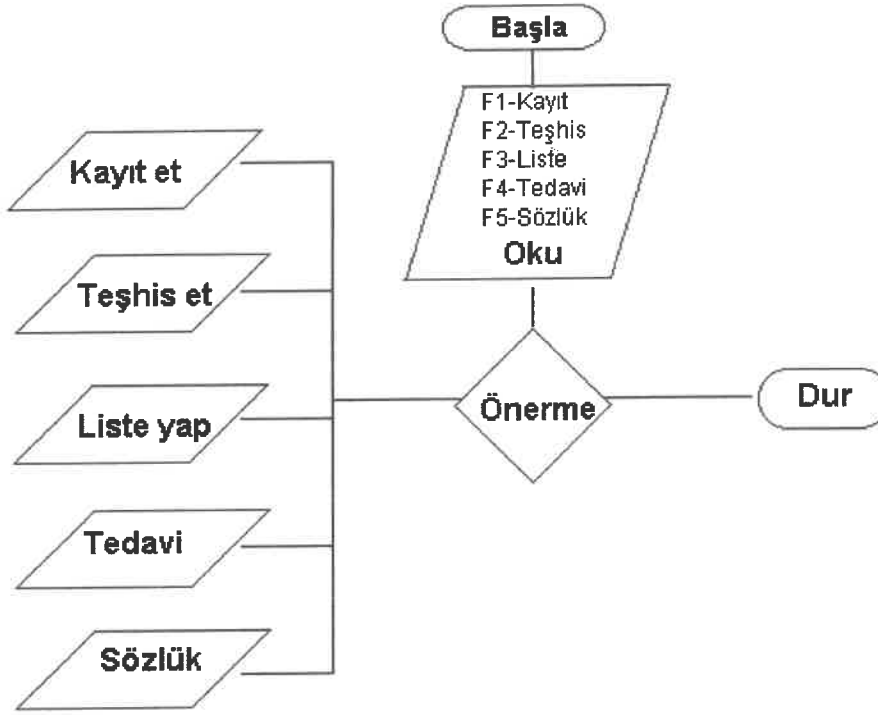 Başla
F1-Kayıt
F2-Teşhis
F3-Liste
F4-Tedavi
F5-Sözlük
Oku
Kayıt et
Teşhis et
Liste yap
Tedavi
Sözlük
Önerme
Dur